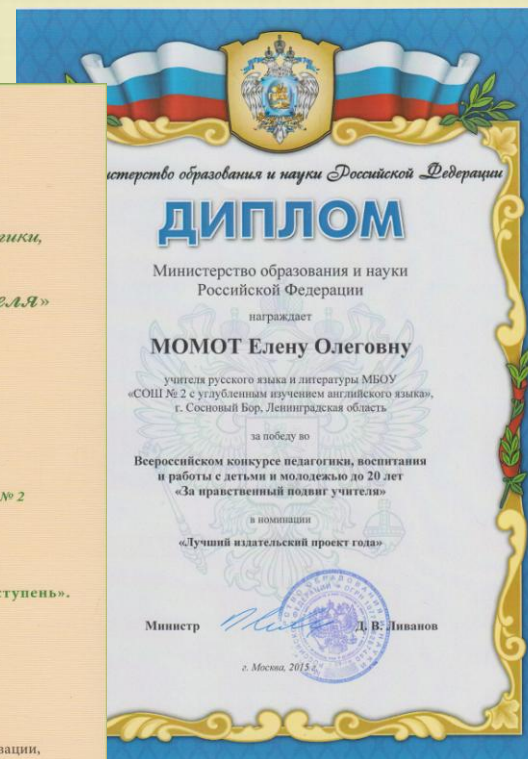 Министерство образования и науки Российской Федерации
ДИПЛОМ
Министерство образования и науки
Российской Федерации
награждает
МОМОТ Елену Олеговну
учителя русского языка и литературы МБОУ
«СОШ № 2 с углубленным изучением английского языка»,
г. Сосновый Бор, Ленинградская область
за победу во
Всероссийском конкурсе педагогики, воспитания
и работы с детьми и молодежью до 20 лет
«За нравственный подвиг учителя»
в номинации
«Лучший издательский проект года»
Министр
Д. В. Ливанов
г. Москва, 2015 г.
№ 2
ступень».